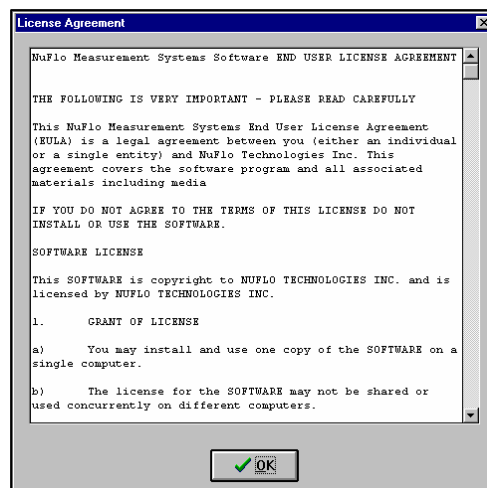 License Agreement
NuFlo Measurement Systems Software END USER LICENSE AGREEMENT
THE FOLLOWING IS VERY IMPORTANT - PLEASE READ CAREFULLY
This NuFlo Measurement Systems End User License Agreement
(EULA) is a legal agreement between you (either an individual
or a single entity) and NuFlo Technologies Inc. This
agreement covers the software program and all associated
materials including media
IF YOU DO NOT AGREE TO THE TERMS OF THIS LICENSE DO NOT
INSTALL OR USE THE SOFTWARE.
SOFTWARE LICENSE
This SOFTWARE is copyright to NUFLO TECHNOLOGIES INC. and is
licensed by NUFLO TECHNOLOGIES INC.
1. GRANT OF LICENSE
a) You may install and use one copy of the SOFTWARE on a
single computer.
b) The license for the SOFTWARE may not be shared or
used concurrently on different computers.
OK